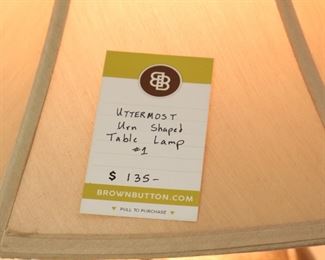 BB
UTTERMOST
Urn Shaped
Table Lamp
#1
$ 135-
BROWNBUTTON.COM
PULL TO PURCHASE